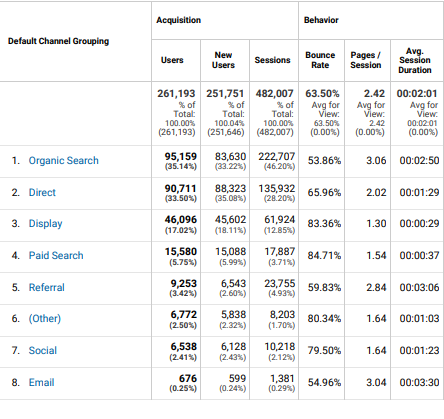 Acquisition Behavior
Default Channel Grouping
Users New Users Sessions Bounce Rate Pages / Session Avg. Session Duration
261,193 251,751 482,007 63.50% 2.42 00:02:01
% of Total: 100.00% (261,193) % of Total: 100.04% (251,646) % of Total: 100.00% (482,007) Avg for View: 63.50% (0.00%) Avg for View: 2.42 (0.00%) Avg for View: 00:02:01 (0.00%)
1. Organic Search 95,159 (35.14%) 83,630 (33.22%) 222,707 (46.20%) 53.86% 3.06 00:02:50
2. Direct 90,711 (33.50%) 88,323 (35.08%) 135,932 (28.20%) 65.96% 2.02 00:01:29
3. Display 46,096 (17.02%) 45,602 (18.11%) 61,924 (12.85%) 83.36% 1.30 00:00:29
4. Paid Search 15,580 (5.75%) 15,088 (5.99%) 17,887 (3.71%) 84.71% 1.54 00:00:37
5. Referral 9,253 (3.42%) 6,543 (2.60%) 23,755 (4.93%) 59.83% 2.84 00:03:06
6. (Other) 6,772 (2.50%) 5,838 (2.32%) 8,203 (1.70%) 80.34% 1.64 00:01:03
7. Social 6,538 (2.41%) 6,128 (2.43%) 10,218 (2.12%) 79.50% 1.64 00:01:23
8. Email 676 (0.25%) 599 (0.24%) 1,381 (0.29%) 54.96% 3.04 00:03:30